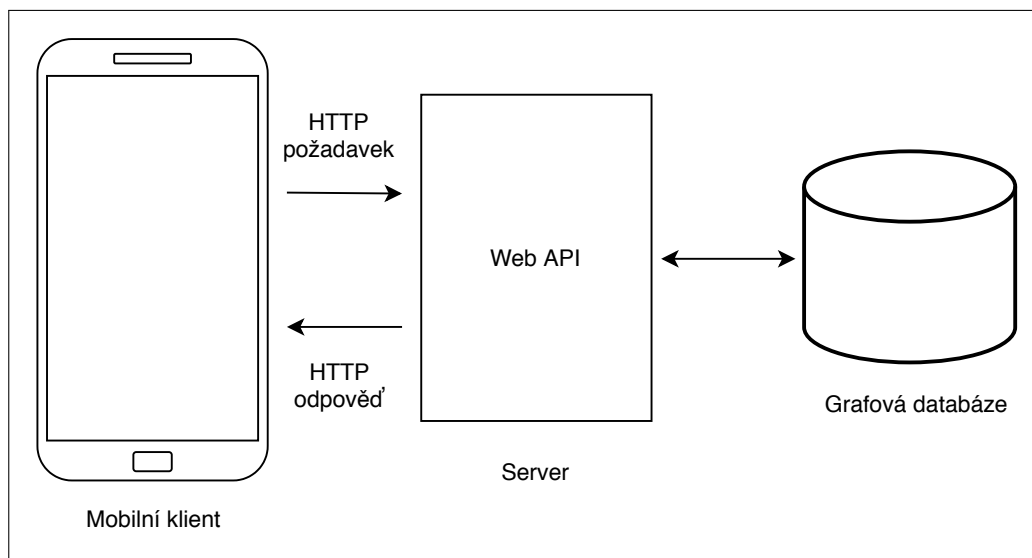 HTTP
požadavek
Web API
HTTP
odpověď
Grafová databáze
Server
Mobilní klient